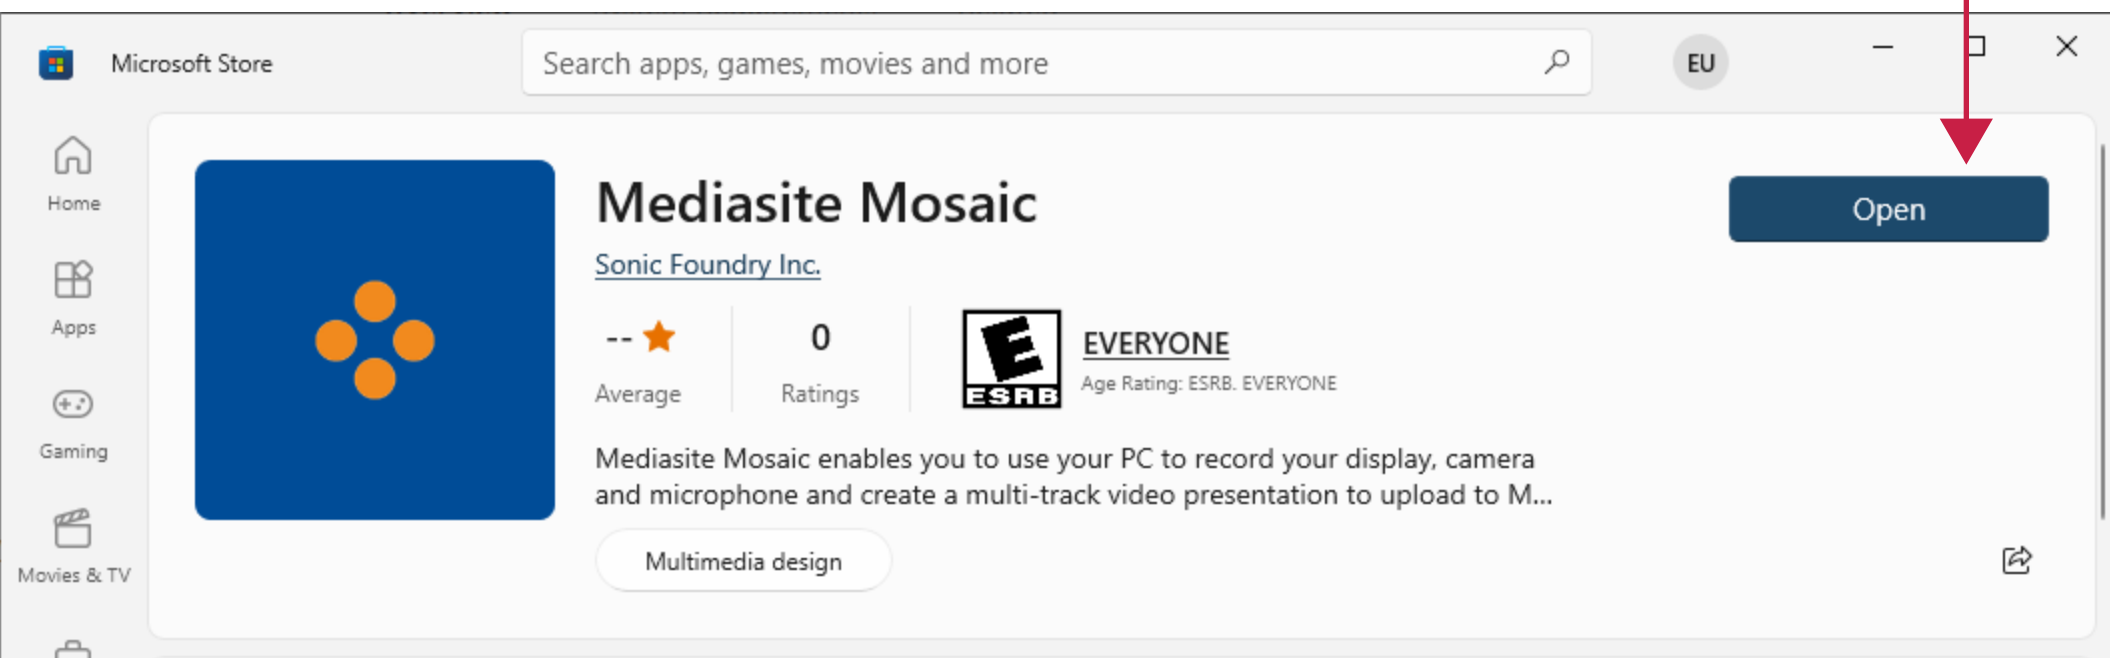 Microsoft Store
Search apps, games, movies and more
EU
Home
Apps
Gaming
Movies & TV
Mediasite Mosaic
Open
Sonic Foundry Inc.
--
Average
0
Ratings
E
ESRB
EVERYONE
Age Rating: ESRB. EVERYONE
Mediasite Mosaic enables you to use your PC to record your display, camera
and microphone and create a multi-track video presentation to upload to M...
Multimedia design